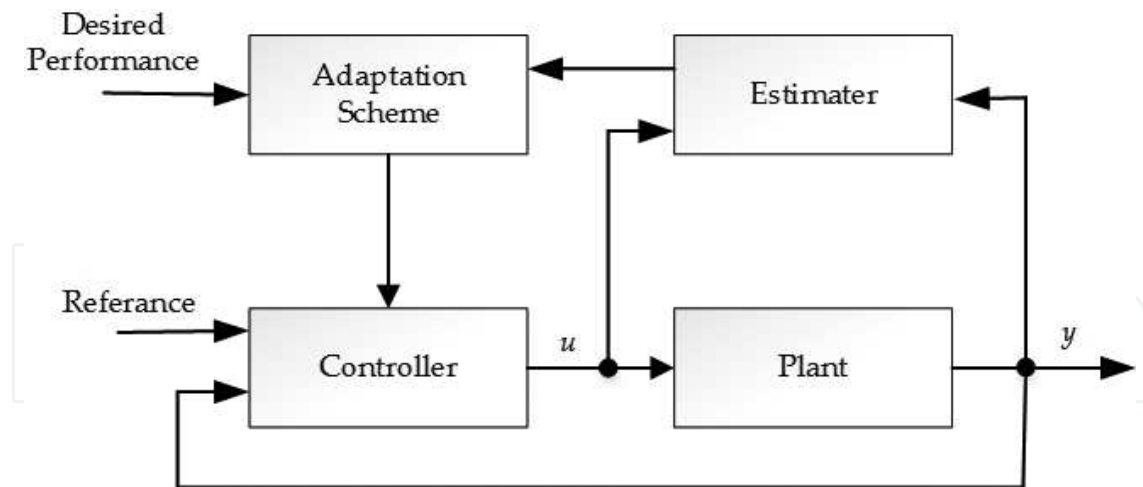 Desired
Performance
Adaptation
Scheme
Estimater
Referance
Controller
u
Plant
y